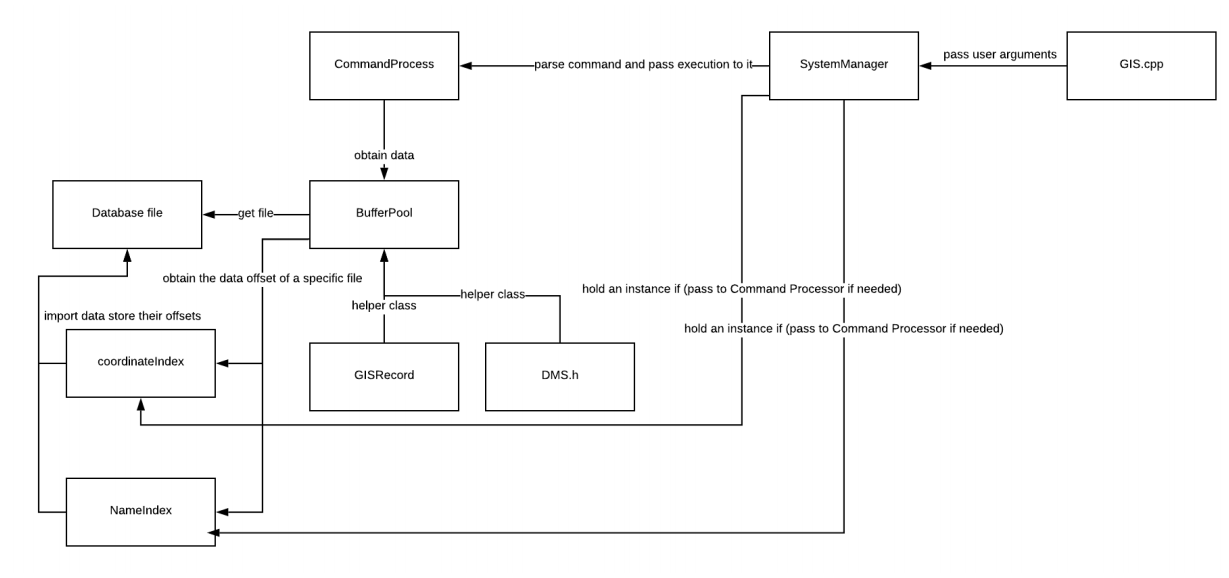 pass user arguments
CommandProcess
parse command and pass execution to it
SystemManager
GIS.cpp
obtain data
Database file
get file
BufferPool
obtain the data offset of a specific file
hold an instance if (pass to Command Processor if needed)
helper class
helper class
import data store their offsets
hold an instance if (pass to Command Processor if needed)
coordinateIndex
GISRecord
DMS.h
NameIndex